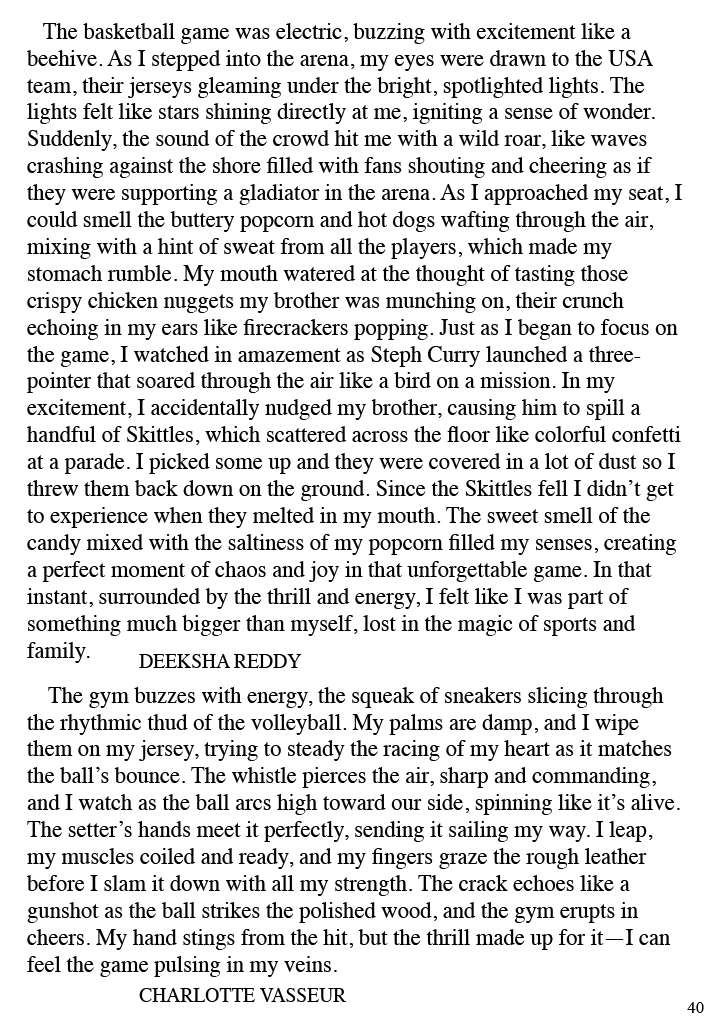 The basketball game was electric, buzzing with excitement like a
beehive. As I stepped into the arena, my eyes were drawn to the USA
team, their jerseys gleaming under the bright, spotlighted lights. The
lights felt like stars shining directly at me, igniting a sense of wonder.
Suddenly, the sound of the crowd hit me with a wild roar, like waves
crashing against the shore filled with fans shouting and cheering as if
they were supporting a gladiator in the arena. As I approached my seat, I
could smell the buttery popcorn and hot dogs wafting through the air,
mixing with a hint of sweat from all the players, which made my
stomach rumble. My mouth watered at the thought of tasting those
crispy chicken nuggets my brother was munching on, their crunch
echoing in my ears like firecrackers popping. Just as I began to focus on
the game, I watched in amazement as Steph Curry launched a three-
pointer that soared through the air like a bird on a mission. In my
excitement, I accidentally nudged my brother, causing him to spill a
handful of Skittles, which scattered across the floor like colorful confetti
at a parade. I picked some up and they were covered in a lot of dust so I
threw them back down on the ground. Since the Skittles fell I didn’t get
to experience when they melted in my mouth. The sweet smell of the
candy mixed with the saltiness of my popcorn filled my senses, creating
a perfect moment of chaos and joy in that unforgettable game. In that
instant, surrounded by the thrill and energy, I felt like I was part of
something much bigger than myself, lost in the magic of sports and
family.
DEEKSHA REDDY
The gym buzzes with energy, the squeak of sneakers slicing through
the rhythmic thud of the volleyball. My palms are damp, and I wipe
them on my jersey, trying to steady the racing of my heart as it matches
the ball’s bounce. The whistle pierces the air, sharp and commanding,
and I watch as the ball arcs high toward our side, spinning like it’s alive.
The setter’s hands meet it perfectly, sending it sailing my way. I leap,
my muscles coiled and ready, and my fingers graze the rough leather
before I slam it down with all my strength. The crack echoes like a
gunshot as the ball strikes the polished wood, and the gym erupts in
cheers. My hand stings from the hit, but the thrill made up for it—I can
feel the game pulsing in my veins.
CHARLOTTE VASSEUR
40